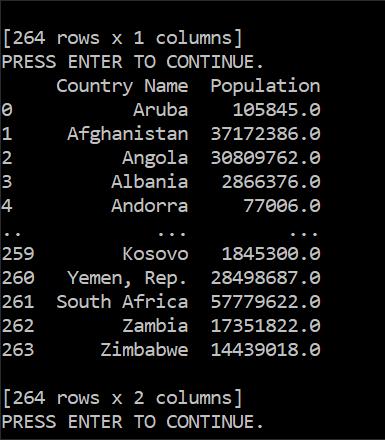 [264 rows x 1 columns]
PRESS ENTER TO CONTINUE.
     Country Name  Population
0           Aruba    105845.0
1     Afghanistan  37172386.0
2          Angola  30809762.0
3         Albania   2866376.0
4         Andorra     77006.0
..            ...         ...
259        Kosovo   1845300.0
260   Yemen, Rep.  28498687.0
261  South Africa  57779622.0
262        Zambia  17351822.0
263      Zimbabwe  14439018.0
[264 rows x 2 columns]
PRESS ENTER TO CONTINUE.